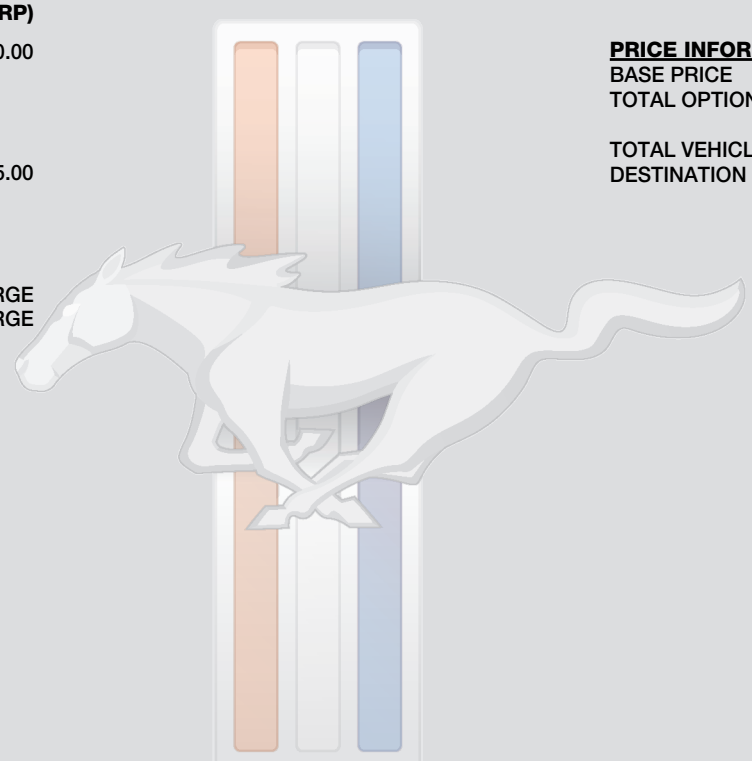 RP)
0.00
5.00
RGE
RGE
PRICE INFOR
BASE PRICE
TOTAL OPTION
TOTAL VEHICL
DESTINATION